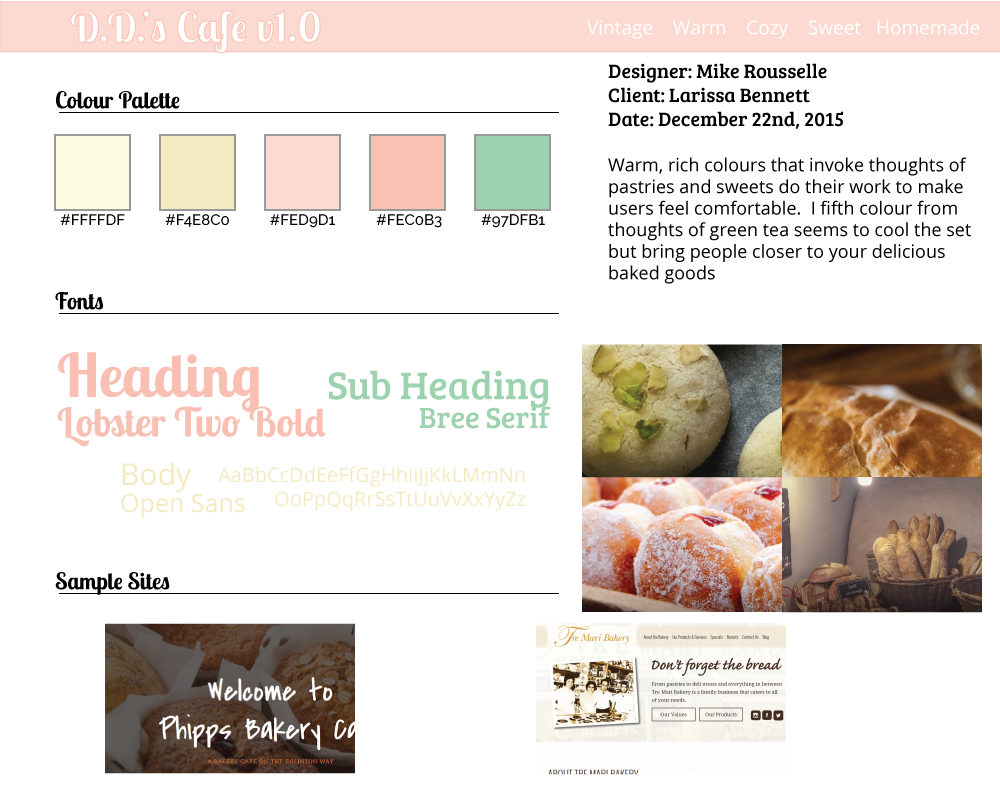 D.D.'s Cafe v1.0
Vintage Warm Cozy Sweet Homemade
Designer: Mike Rousselle
Client: Larissa Bennett
Date: December 22nd, 2015
Warm, rich colours that invoke thoughts of
pastries and sweets do their work to make
users feel comfortable. I fifth colour from
thoughts of green tea seems to cool the set
but bring people closer to your delicious
baked goods
Colour Palette
#FFFFDF #F4E8C0 #FED9D1 #FEC0B3 #97DFB1
Fonts
Heading
Lobster Two Bold
Sub Heading
Bree Serif
Body
Open Sans
AaBbCcDdEeFfGgHhIiJjKkLMmNn
OoPpQqRrSsTtUuVvXxYyZz
Sample Sites
Welcome to
Phipps Bakery Ca
A BAKERY CAFE ON THE EGLINTON WAY
Tre Mari Bakery
About the Bakery Our Products & Services Specials Baskets Contact Us Blog
Don't forget the bread
From pastries to deli meats and everything in between
Tre Mari Bakery is a family business that caters to all
of your needs.
Our Values Our Products
ABOUT TRE MARI BAKERY